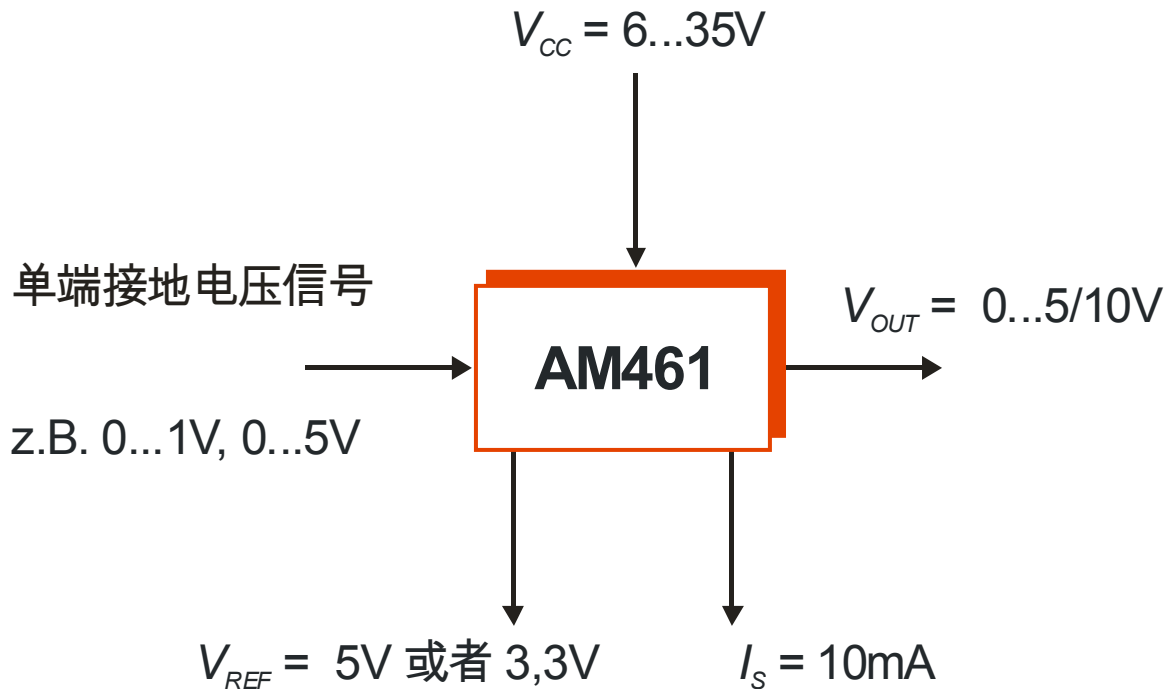 V_CC = 6...35V
单端接地电压信号
V_OUT = 0...5/10V
AM461
z.B. 0...1V, 0...5V
V_REF = 5V 或者 3,3V
I_S = 10mA